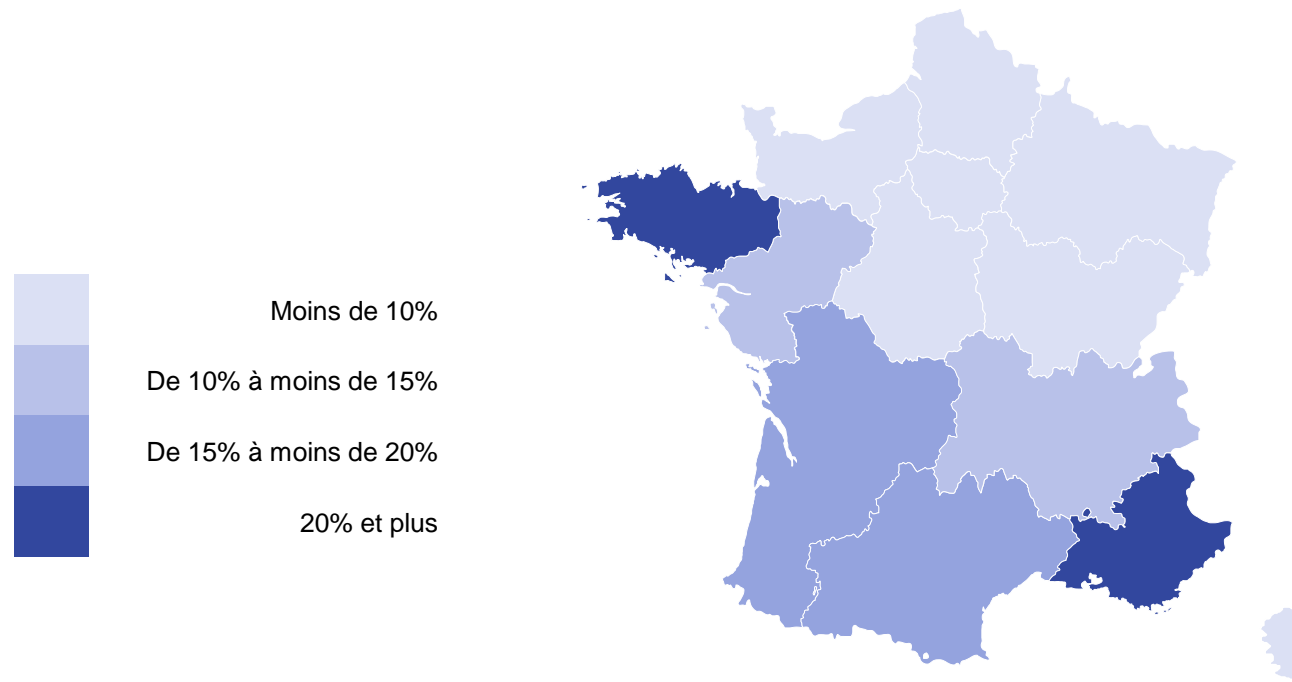 Moins de 10%
De 10% à moins de 15%
De 15% à moins de 20%
20% et plus